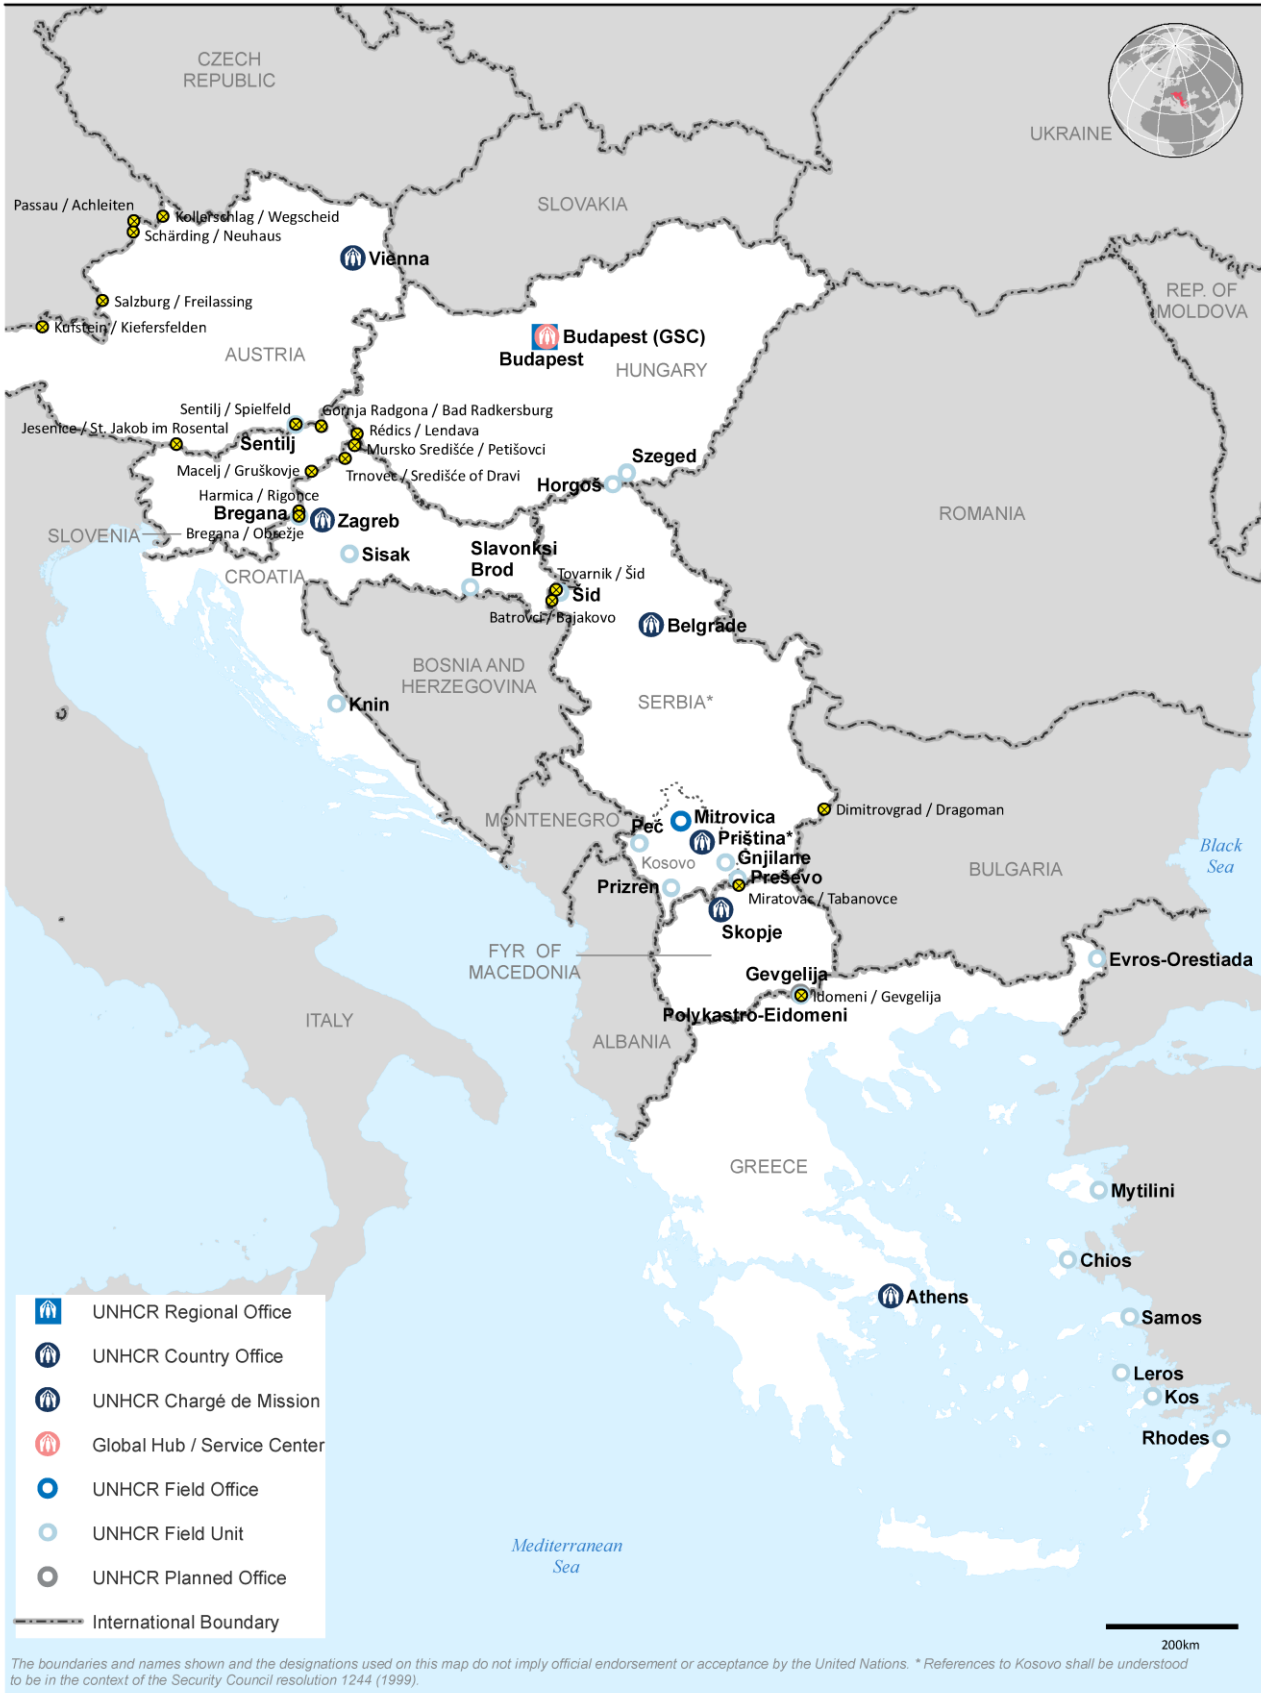 CZECH
REPUBLIC
UKRAINE
SLOVAKIA
Passau / Achleiten
Kollerschlag / Wegscheid
Schärding / Neuhaus
Vienna
REP. OF
MOLDOVA
Salzburg / Freilassing
Kufstein / Kiefersfelden
AUSTRIA
Budapest (GSC)
Budapest
HUNGARY
Sentilj / Spielfeld
Gornja Radgona / Bad Radkersburg
Jesenice / St. Jakob im Rosental
Rédics / Lendava
Sentilj
Mursko Središće / Petišovci
Macelj / Gruškovje
Trnovec / Središće of Dravi
Szeged
Horgoš
Harmica / Rigonce
Bregana
Zagreb
ROMANIA
SLOVENIA
Bregana / Obrežje
Sisak
Slavonksi
Brod
CROATIA
Tovarnik / Šid
Šid
Batrovci / Bajakovo
Belgrade
BOSNIA AND
HERZEGOVINA
SERBIA*
Knin
Dimitrovgrad / Dragoman
MONTENEGRO
Mitrovica
Peć
Priština*
Black
Sea
Kosovo
Gnjilane
BULGARIA
Prizren
Preševo
Miratovac / Tabanovce
Skopje
FYR OF
MACEDONIA
Evros-Orestiada
Gevgelija
Idomeni / Gevgelija
Polykastro-Eidomeni
ITALY
ALBANIA
GREECE
Mytilini
Chios
Athens
Samos
Leros
Kos
Rhodes
UNHCR Regional Office
UNHCR Country Office
UNHCR Chargé de Mission
Global Hub / Service Center
UNHCR Field Office
UNHCR Field Unit
UNHCR Planned Office
International Boundary
Mediterranean
Sea
200km
The boundaries and names shown and the designations used on this map do not imply official endorsement or acceptance by the United Nations. * References to Kosovo shall be understood
to be in the context of the Security Council resolution 1244 (1999).